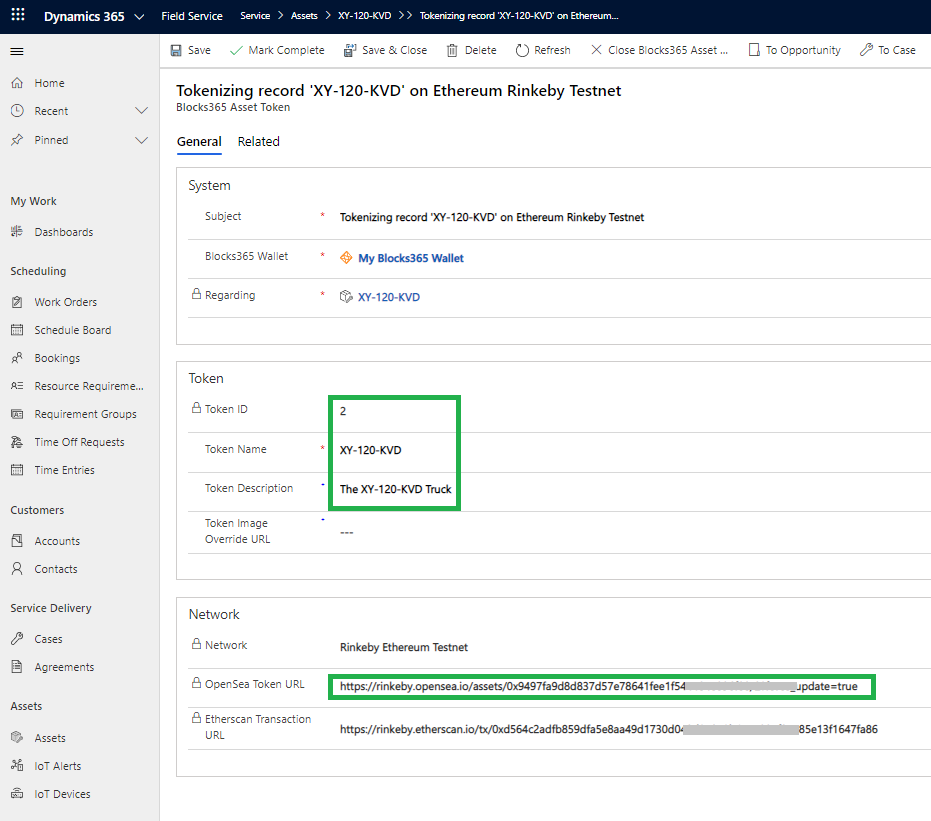 Dynamics 365 Field Service Service > Assets > XY-120-KVD >> Tokenizing record 'XY-120-KVD' on Ethereum...
Save Mark Complete Save & Close Delete Refresh Close Blocks365 Asset ... To Opportunity To Case
Home
Recent
Pinned
My Work
Dashboards
Scheduling
Work Orders
Schedule Board
Bookings
Resource Requireme...
Requirement Groups
Time Off Requests
Time Entries
Customers
Accounts
Contacts
Service Delivery
Cases
Agreements
Assets
Assets
IoT Alerts
IoT Devices
Tokenizing record 'XY-120-KVD' on Ethereum Rinkeby Testnet
Blocks365 Asset Token
General Related
System
Subject * Tokenizing record 'XY-120-KVD' on Ethereum Rinkeby Testnet
Blocks365 Wallet * My Blocks365 Wallet
Regarding * XY-120-KVD
Token
Token ID 2
Token Name * XY-120-KVD
Token Description The XY-120-KVD Truck
Token Image
Override URL ---
Network
Network Rinkeby Ethereum Testnet
OpenSea Token URL https://rinkeby.opensea.io/assets/0x9497fa9d8d837d57e78641fee1f54 _update=true
Etherscan Transaction
URL https://rinkeby.etherscan.io/tx/0xd564c2adfb859dfa5e8aa49d1730d04 85e13f1647fa86